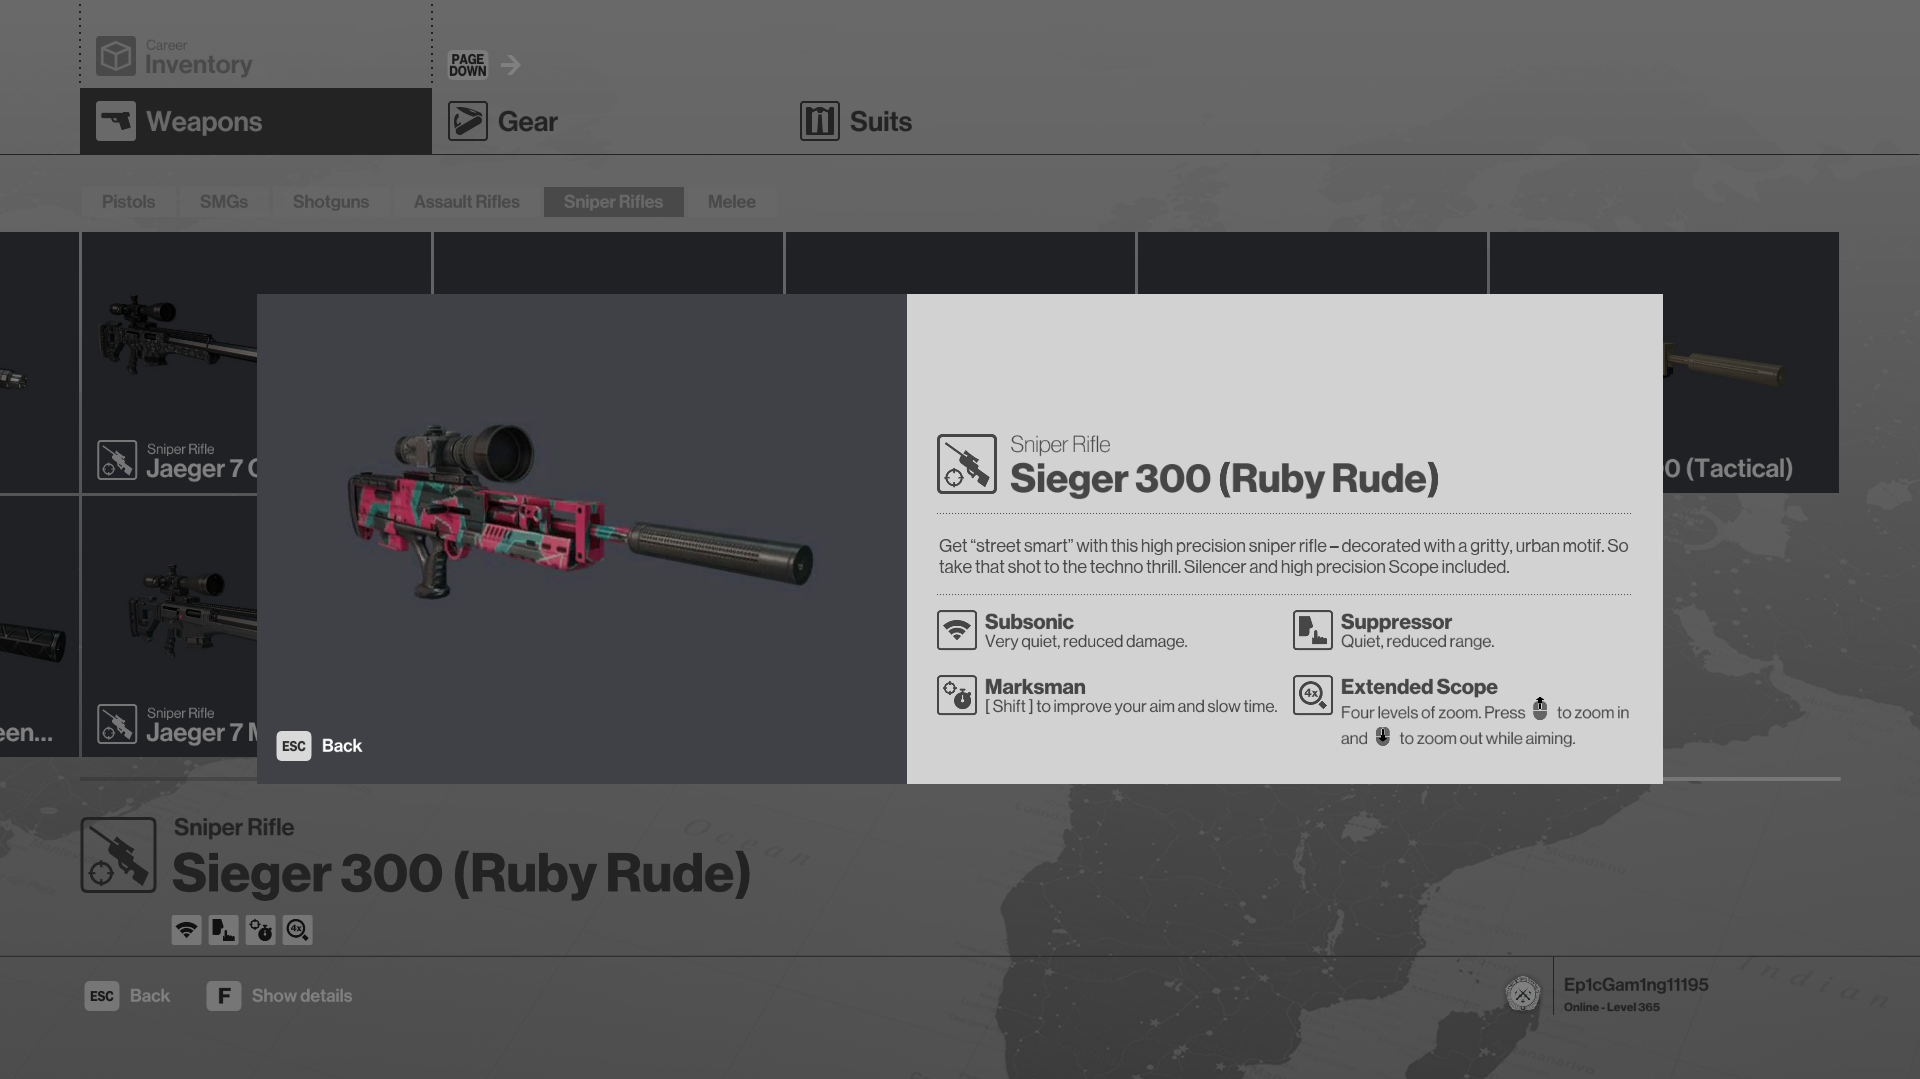 Career
Inventory
PAGE
DOWN
Weapons
Gear
Suits
Pistols
SMGs
Shotguns
Assault Rifles
Sniper Rifles
Melee
Sniper Rifle
Jaeger 7
0 (Tactical)
een...
Sniper Rifle
Jaeger 7
Sniper Rifle
Sieger 300 (Ruby Rude)
Get “street smart” with this high precision sniper rifle – decorated with a gritty, urban motif. So
take that shot to the techno thrill. Silencer and high precision Scope included.
Subsonic
Very quiet, reduced damage.
Suppressor
Quiet, reduced range.
Marksman
[ Shift ] to improve your aim and slow time.
4x
Extended Scope
Four levels of zoom. Press to zoom in
and to zoom out while aiming.
ESC Back
Sniper Rifle
Sieger 300 (Ruby Rude)
4x
Ocean
Indian
ESC Back
F Show details
Ep1cGam1ng11195
Online - Level 365